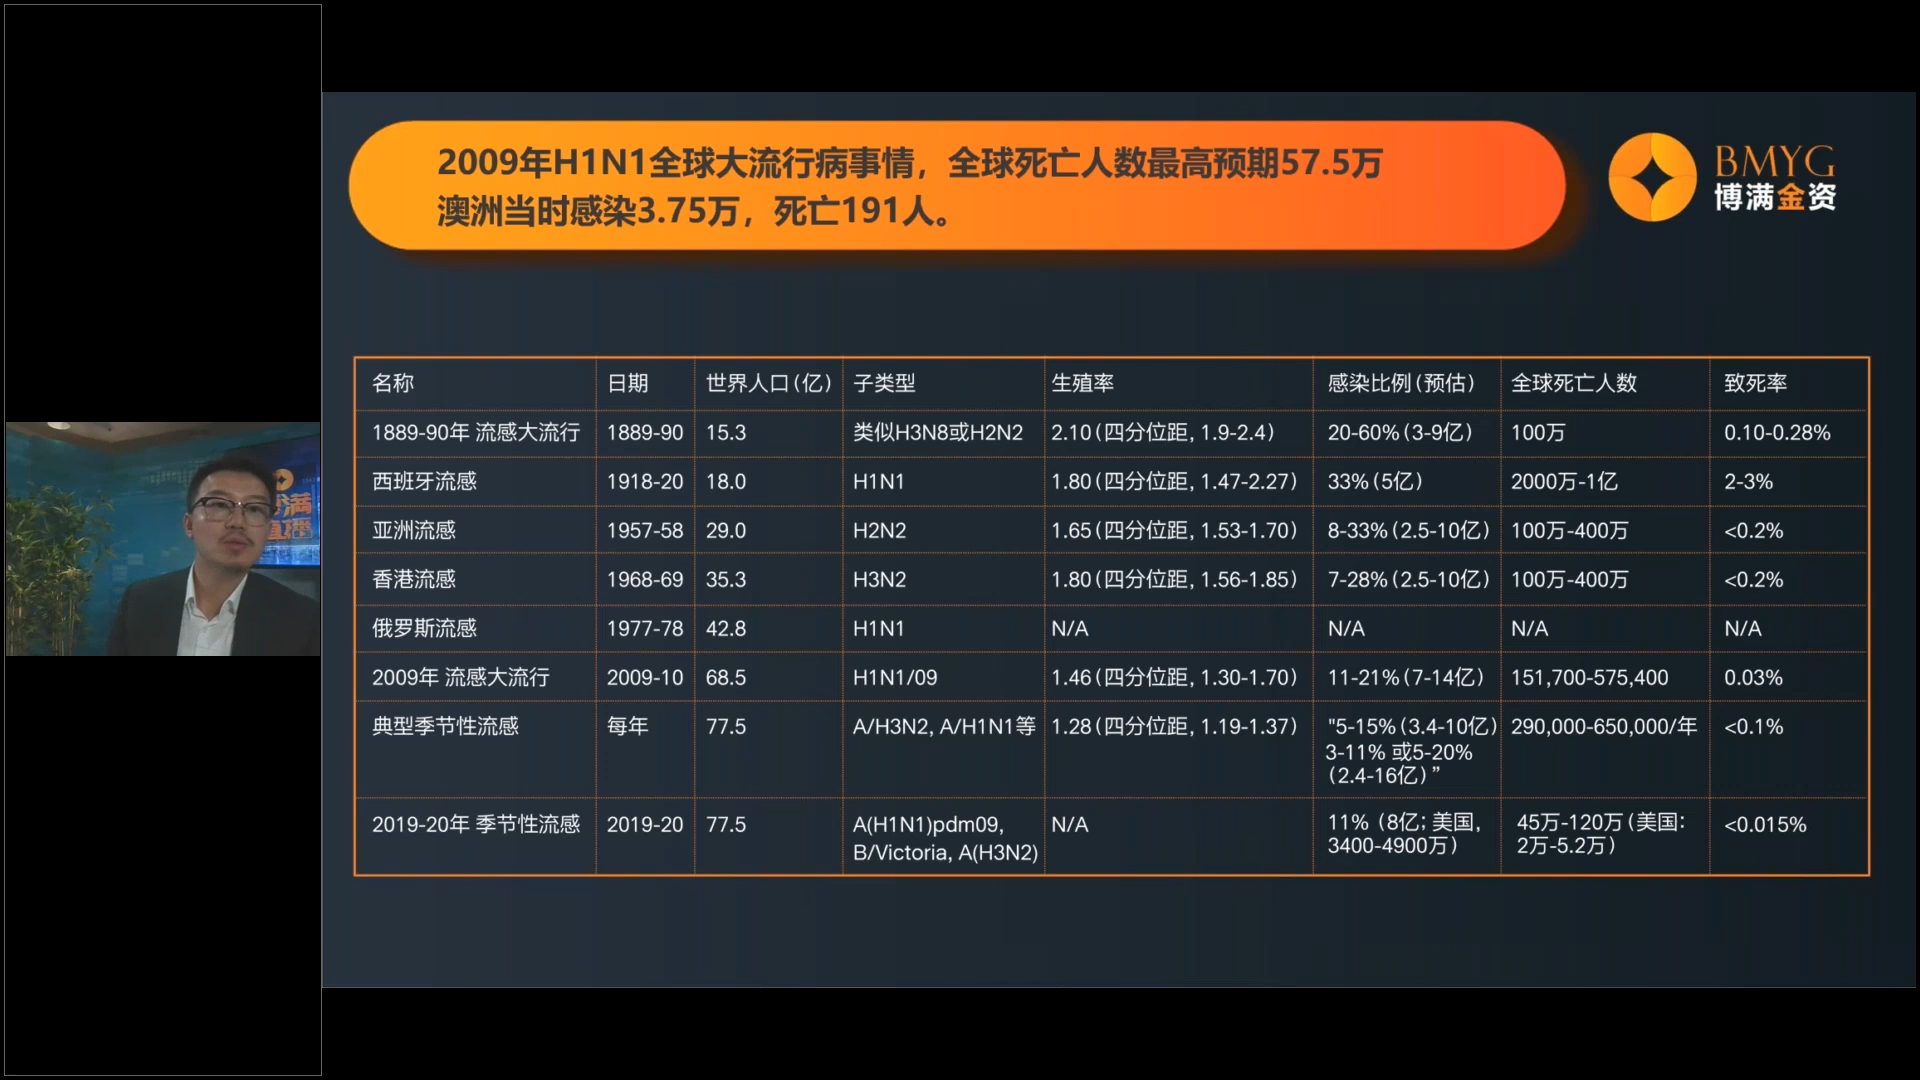 2009年H1N1全球大流行病事情，全球死亡人数最高预期57.5万
澳洲当时感染3.75万，死亡191人。
BMYG
博满金资
名称 日期 世界人口(亿) 子类型 生殖率 感染比例(预估) 全球死亡人数 致死率
1889-90年 流感大流行 1889-90 15.3 类似H3N8或H2N2 2.10(四分位距, 1.9-2.4) 20-60%(3-9亿) 100万 0.10-0.28%
西班牙流感 1918-20 18.0 H1N1 1.80(四分位距, 1.47-2.27) 33%(5亿) 2000万-1亿 2-3%
亚洲流感 1957-58 29.0 H2N2 1.65(四分位距, 1.53-1.70) 8-33%(2.5-10亿) 100万-400万 <0.2%
香港流感 1968-69 35.3 H3N2 1.80(四分位距, 1.56-1.85) 7-28%(2.5-10亿) 100万-400万 <0.2%
俄罗斯流感 1977-78 42.8 H1N1 N/A N/A N/A N/A
2009年 流感大流行 2009-10 68.5 H1N1/09 1.46(四分位距, 1.30-1.70) 11-21%(7-14亿) 151,700-575,400 0.03%
典型季节性流感 每年 77.5 A/H3N2, A/H1N1等 1.28(四分位距, 1.19-1.37) "5-15%(3.4-10亿) 290,000-650,000/年 <0.1%
3-11% 或5-20%
(2.4-16亿)”
2019-20年 季节性流感 2019-20 77.5 A(H1N1)pdm09, N/A 11% (8亿; 美国, 45万-120万(美国: <0.015%
B/Victoria, A(H3N2) 3400-4900万) 2万-5.2万)